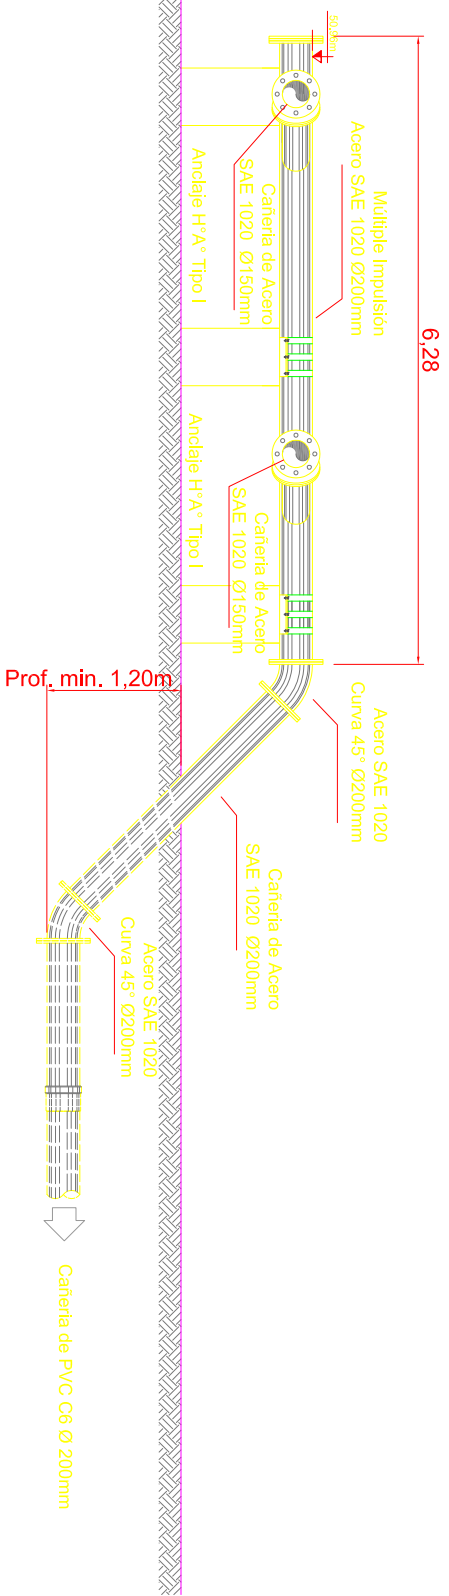 Múltiple Impulsión
Acero SAE 1020 Ø200mm
6,28
Cañería de Acero
SAE 1020 Ø150mm
Anclaje H°A° Tipo I
Cañería de Acero
SAE 1020 Ø150mm
Anclaje H°A° Tipo I
Acero SAE 1020
Curva 45° Ø200mm
Prof. min. 1,20m
Cañería de Acero
SAE 1020 Ø200mm
Acero SAE 1020
Curva 45° Ø200mm
Cañería de PVC C6 Ø 200mm